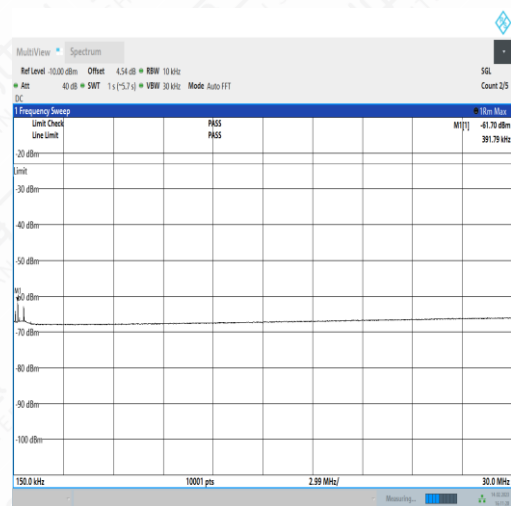 MultiView Spectrum
Ref Level -10.00 dBm Offset 4.54 dB RBW 10 kHz SGL
Att 40 dB SWT 1 s (~5.7 s) VBW 30 kHz Mode Auto FFT Count 2/5
DC
1 Frequency Sweep 1Rm Max
Limit Check PASS M1[1] -61.70 dBm
Line Limit PASS 391.79 kHz
-20 dBm
Limit
-30 dBm
-40 dBm
-50 dBm
M1
-60 dBm
-70 dBm
-80 dBm
-90 dBm
-100 dBm
150.0 kHz 10001 pts 2.99 MHz/ 30.0 MHz
Measuring...